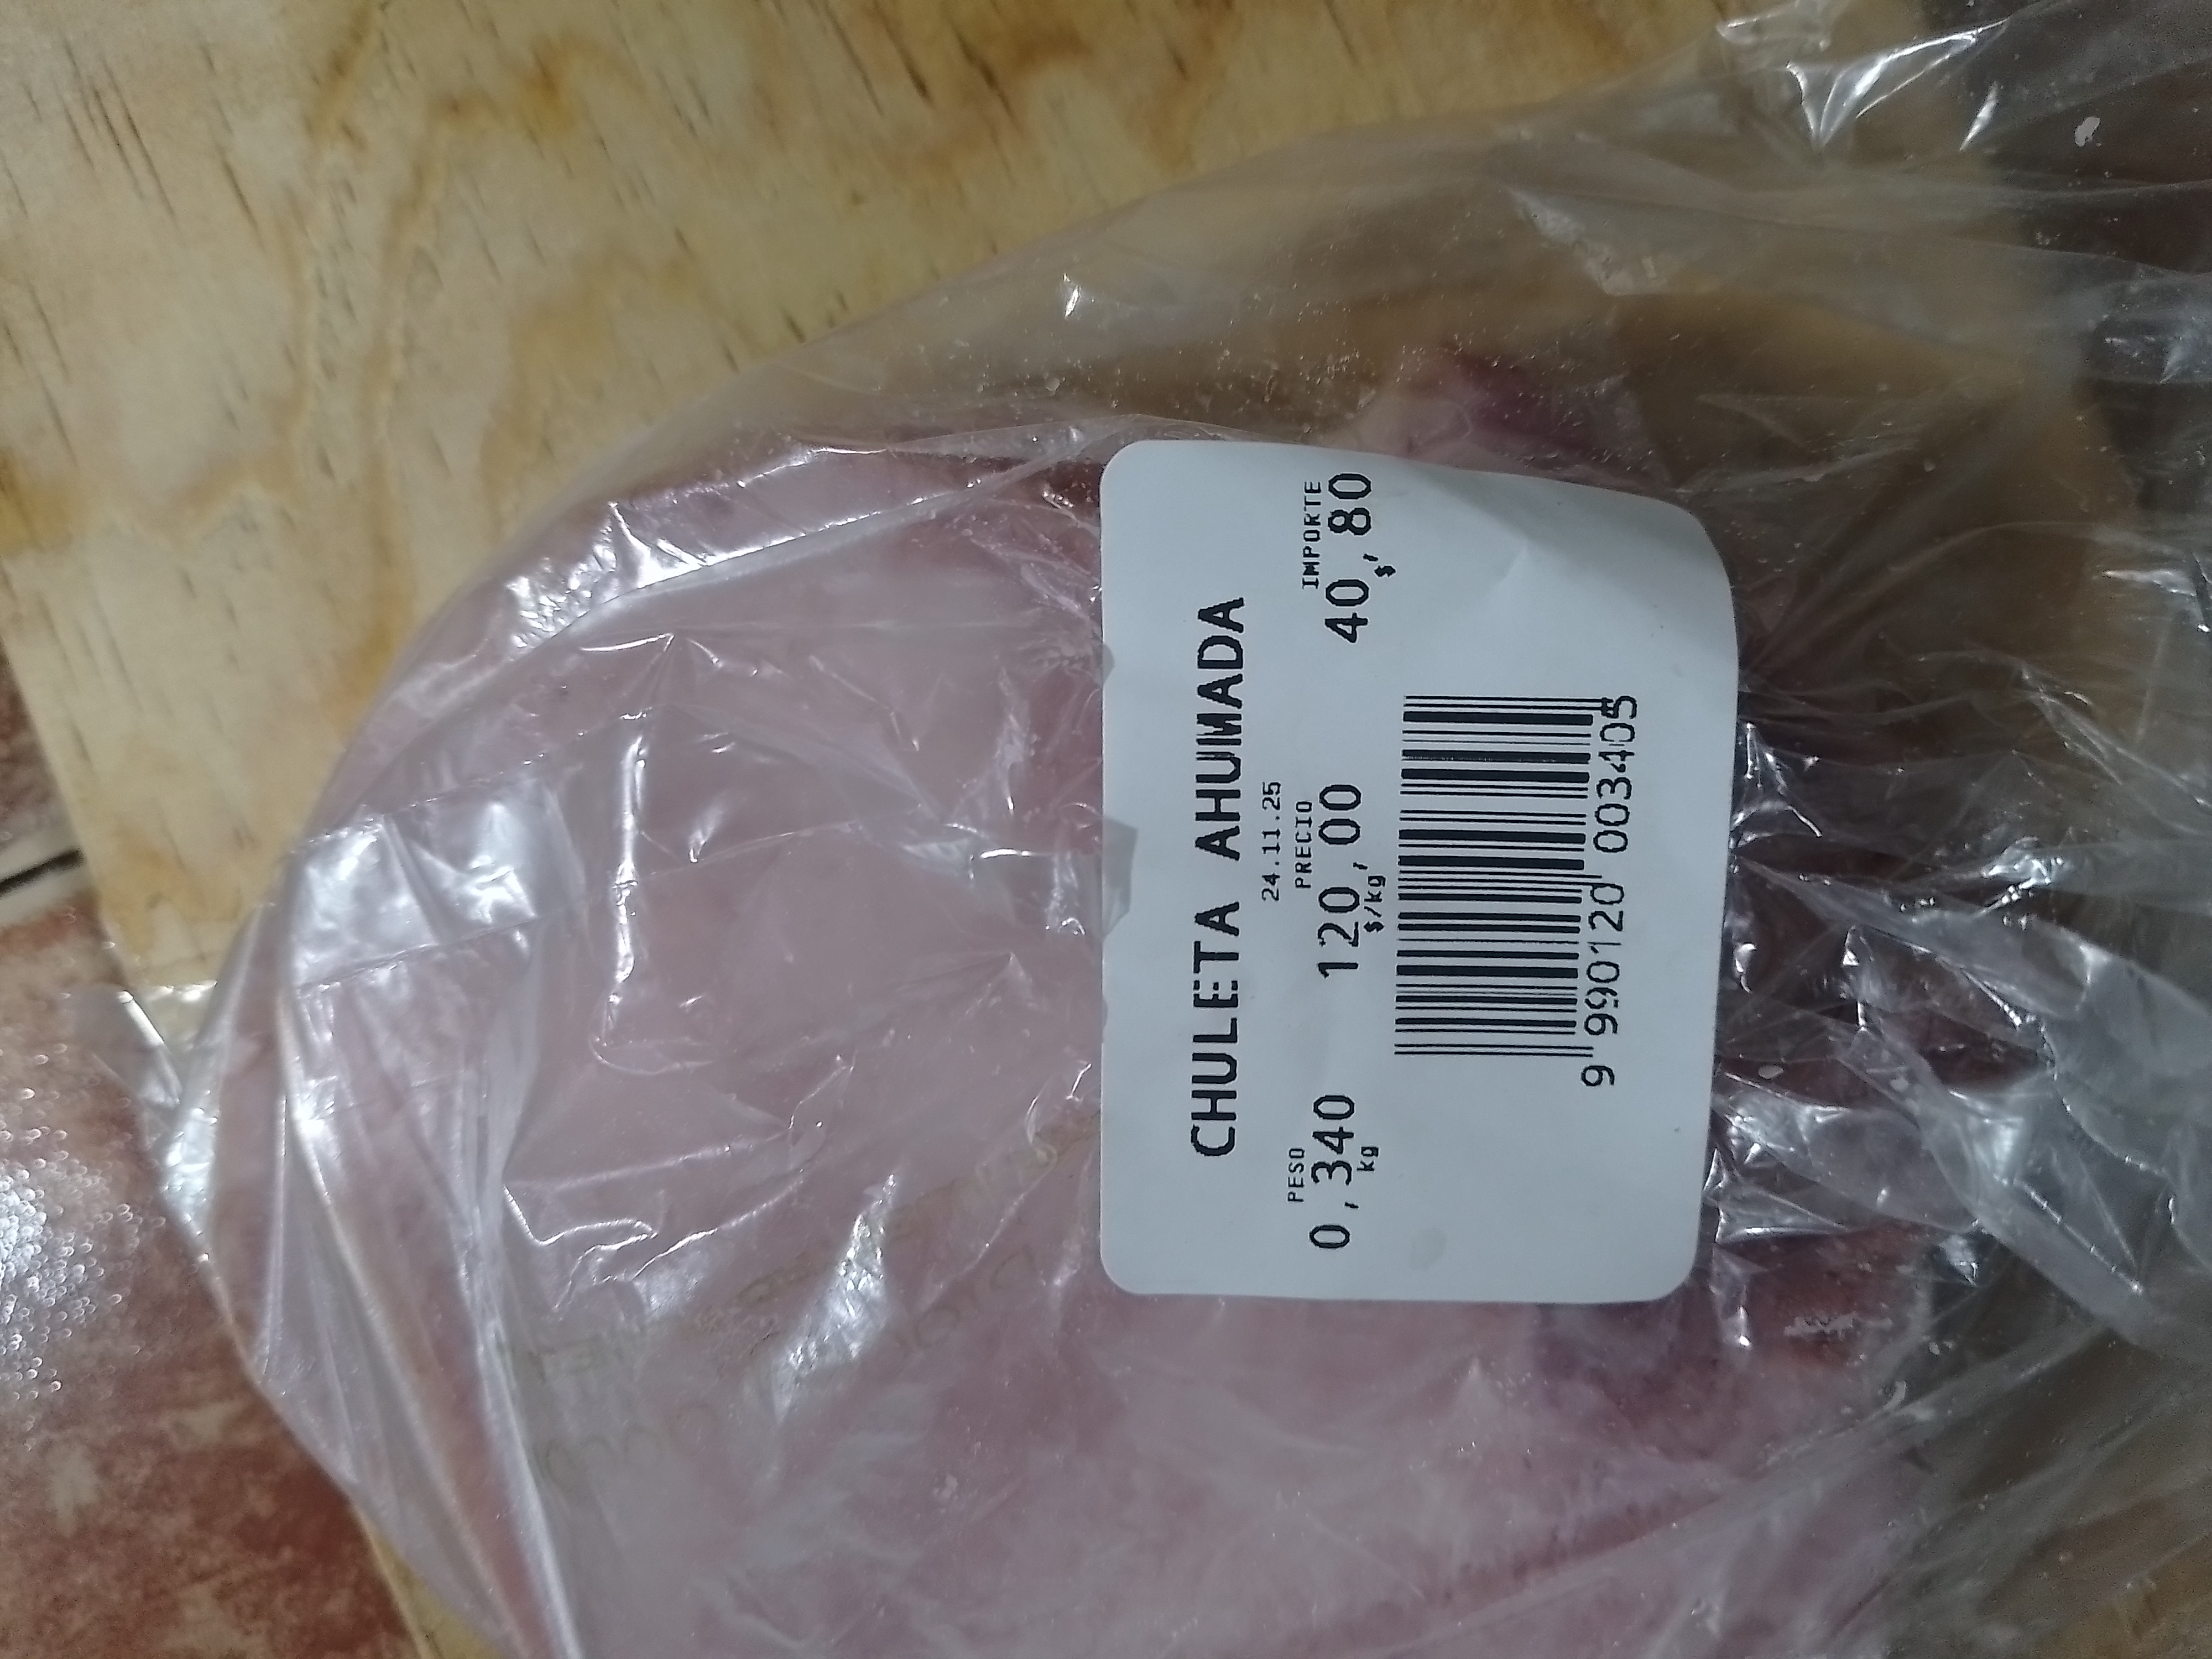 CHULETA AHUMADA
24.11.25
PESO PRECIO IMPORTE
0,340 120,00 40,80
kg $/kg $
9 990120 003405